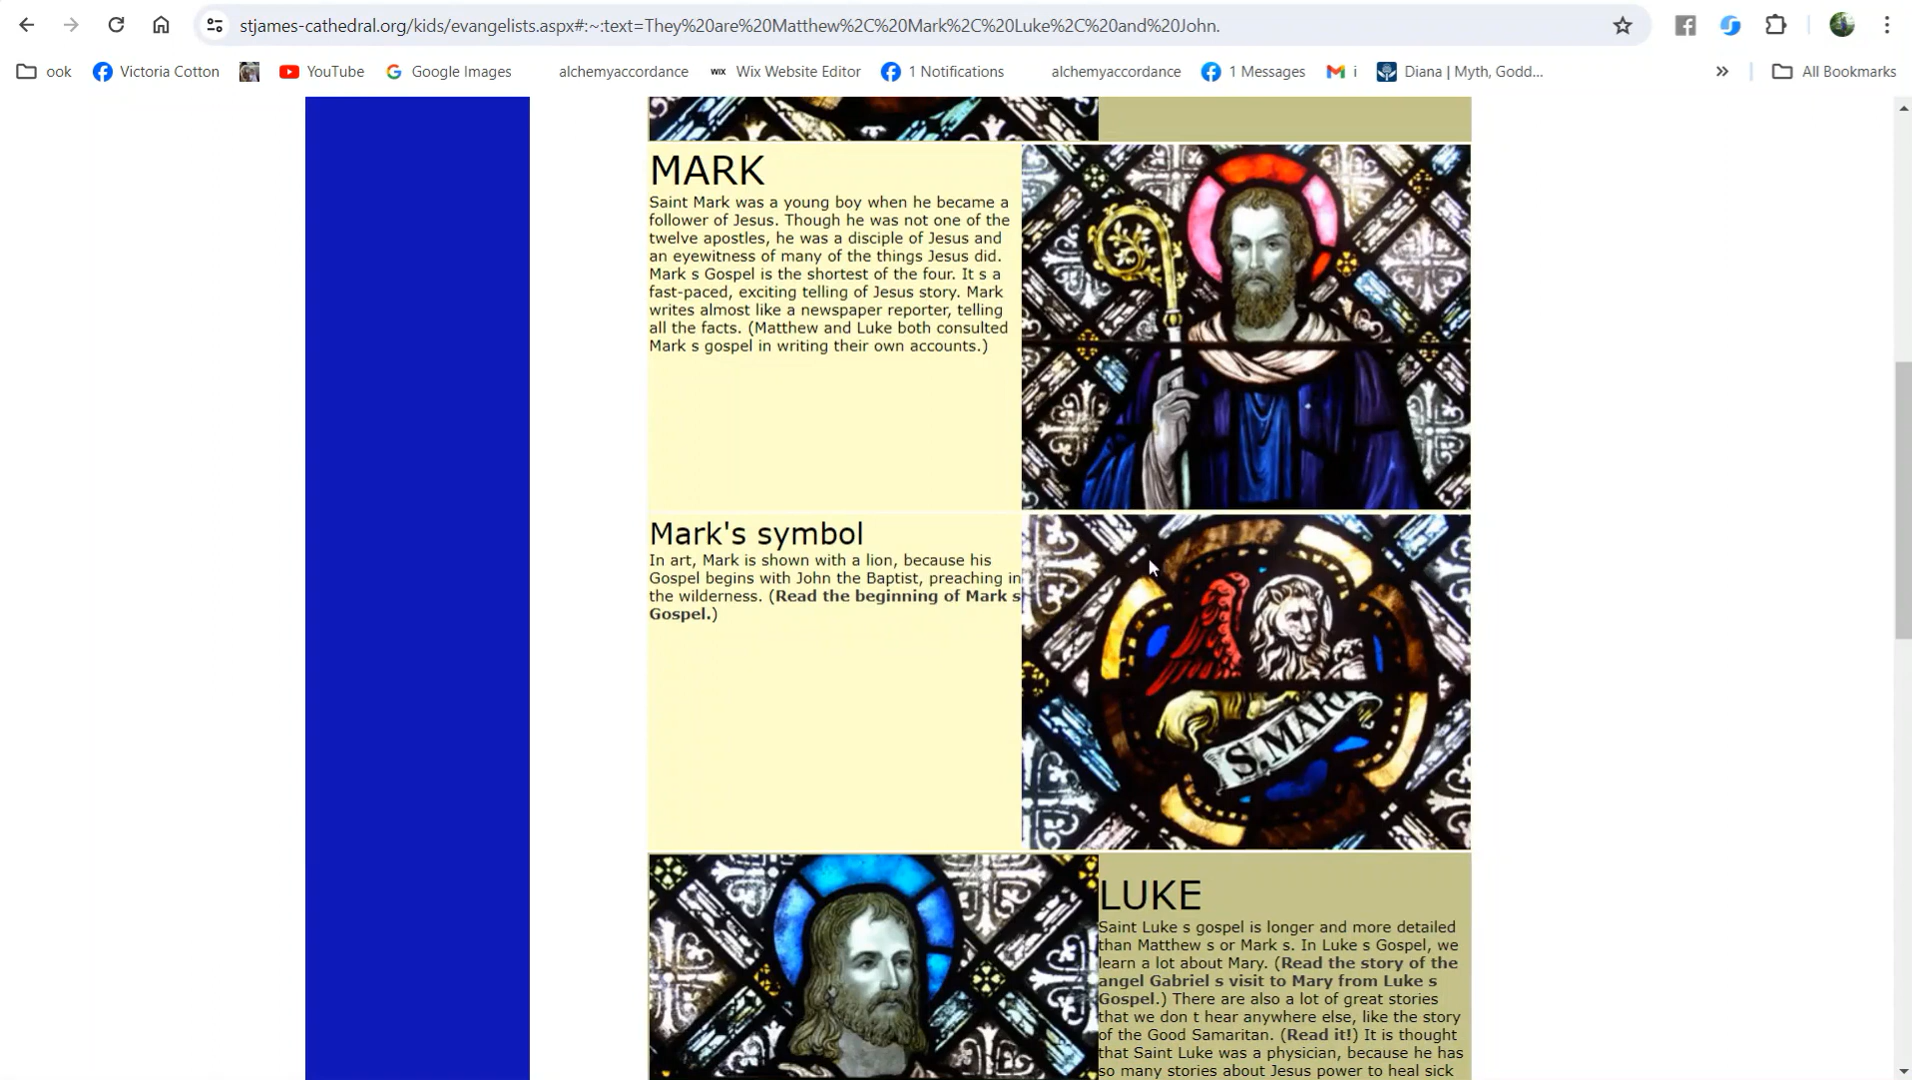 stjames-cathedral.org/kids/evangelists.aspx#:~:text=They%20are%20Matthew%2C%20Mark%2C%20Luke%2C%20and%20John.
ook
Victoria Cotton
YouTube
Google Images
alchemyaccordance
WIX Wix Website Editor
1 Notifications
alchemyaccordance
1 Messages
i
Diana | Myth, Godd...
»
All Bookmarks
MARK
Saint Mark was a young boy when he became a
follower of Jesus. Though he was not one of the
twelve apostles, he was a disciple of Jesus and
an eyewitness of many of the things Jesus did.
Mark s Gospel is the shortest of the four. It s a
fast-paced, exciting telling of Jesus story. Mark
writes almost like a newspaper reporter, telling
all the facts. (Matthew and Luke both consulted
Mark s gospel in writing their own accounts.)
Mark's symbol
In art, Mark is shown with a lion, because his
Gospel begins with John the Baptist, preaching in
the wilderness. (Read the beginning of Mark s
Gospel.)
S.MARK
LUKE
Saint Luke s gospel is longer and more detailed
than Matthew s or Mark s. In Luke s Gospel, we
learn a lot about Mary. (Read the story of the
angel Gabriel s visit to Mary from Luke s
Gospel.) There are also a lot of great stories
that we don t hear anywhere else, like the story
of the Good Samaritan. (Read it!) It is thought
that Saint Luke was a physician, because he has
so many stories about Jesus power to heal sick